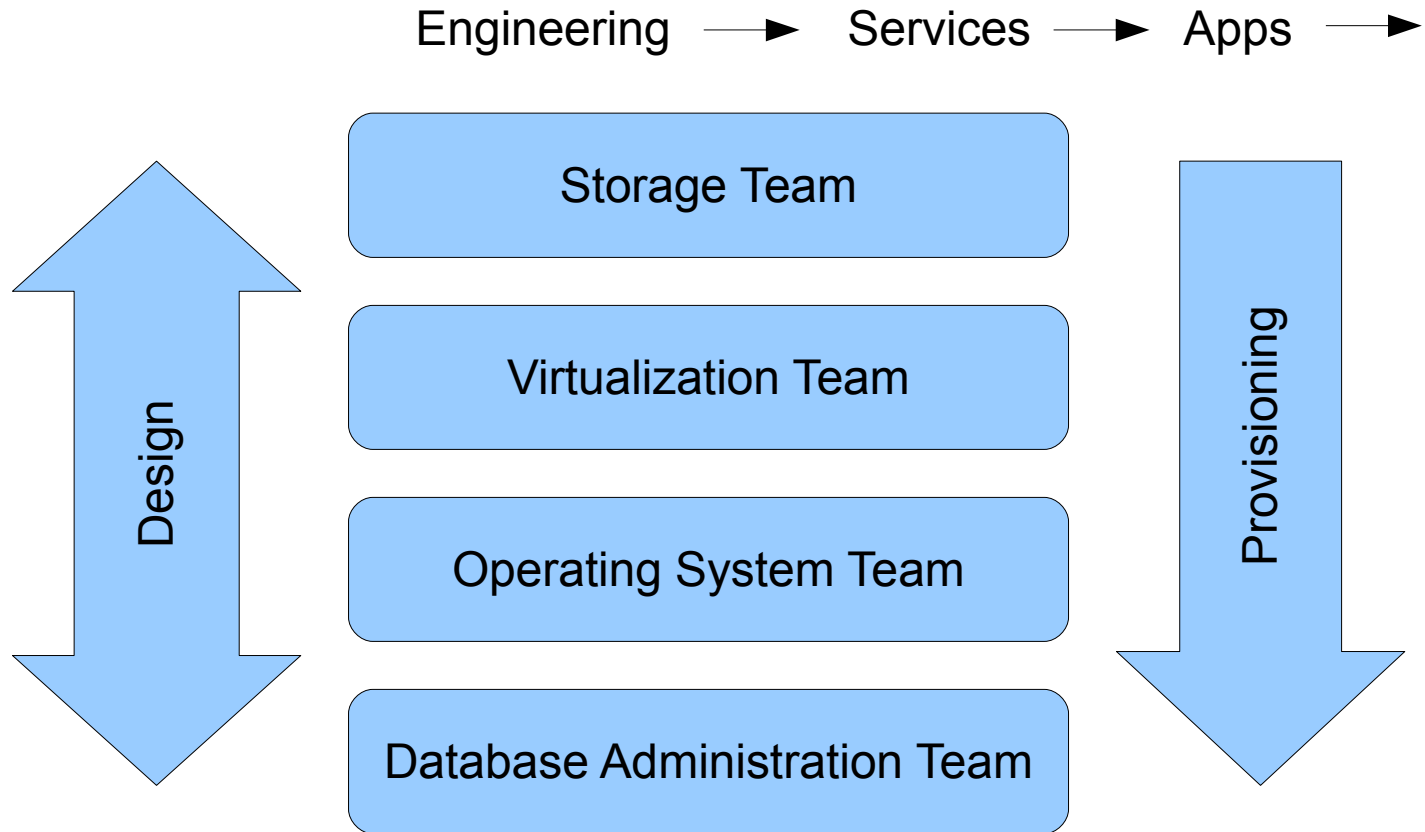 Engineering Services Apps
Storage Team
Virtualization Team
Operating System Team
Database Administration Team
Design
Provisioning